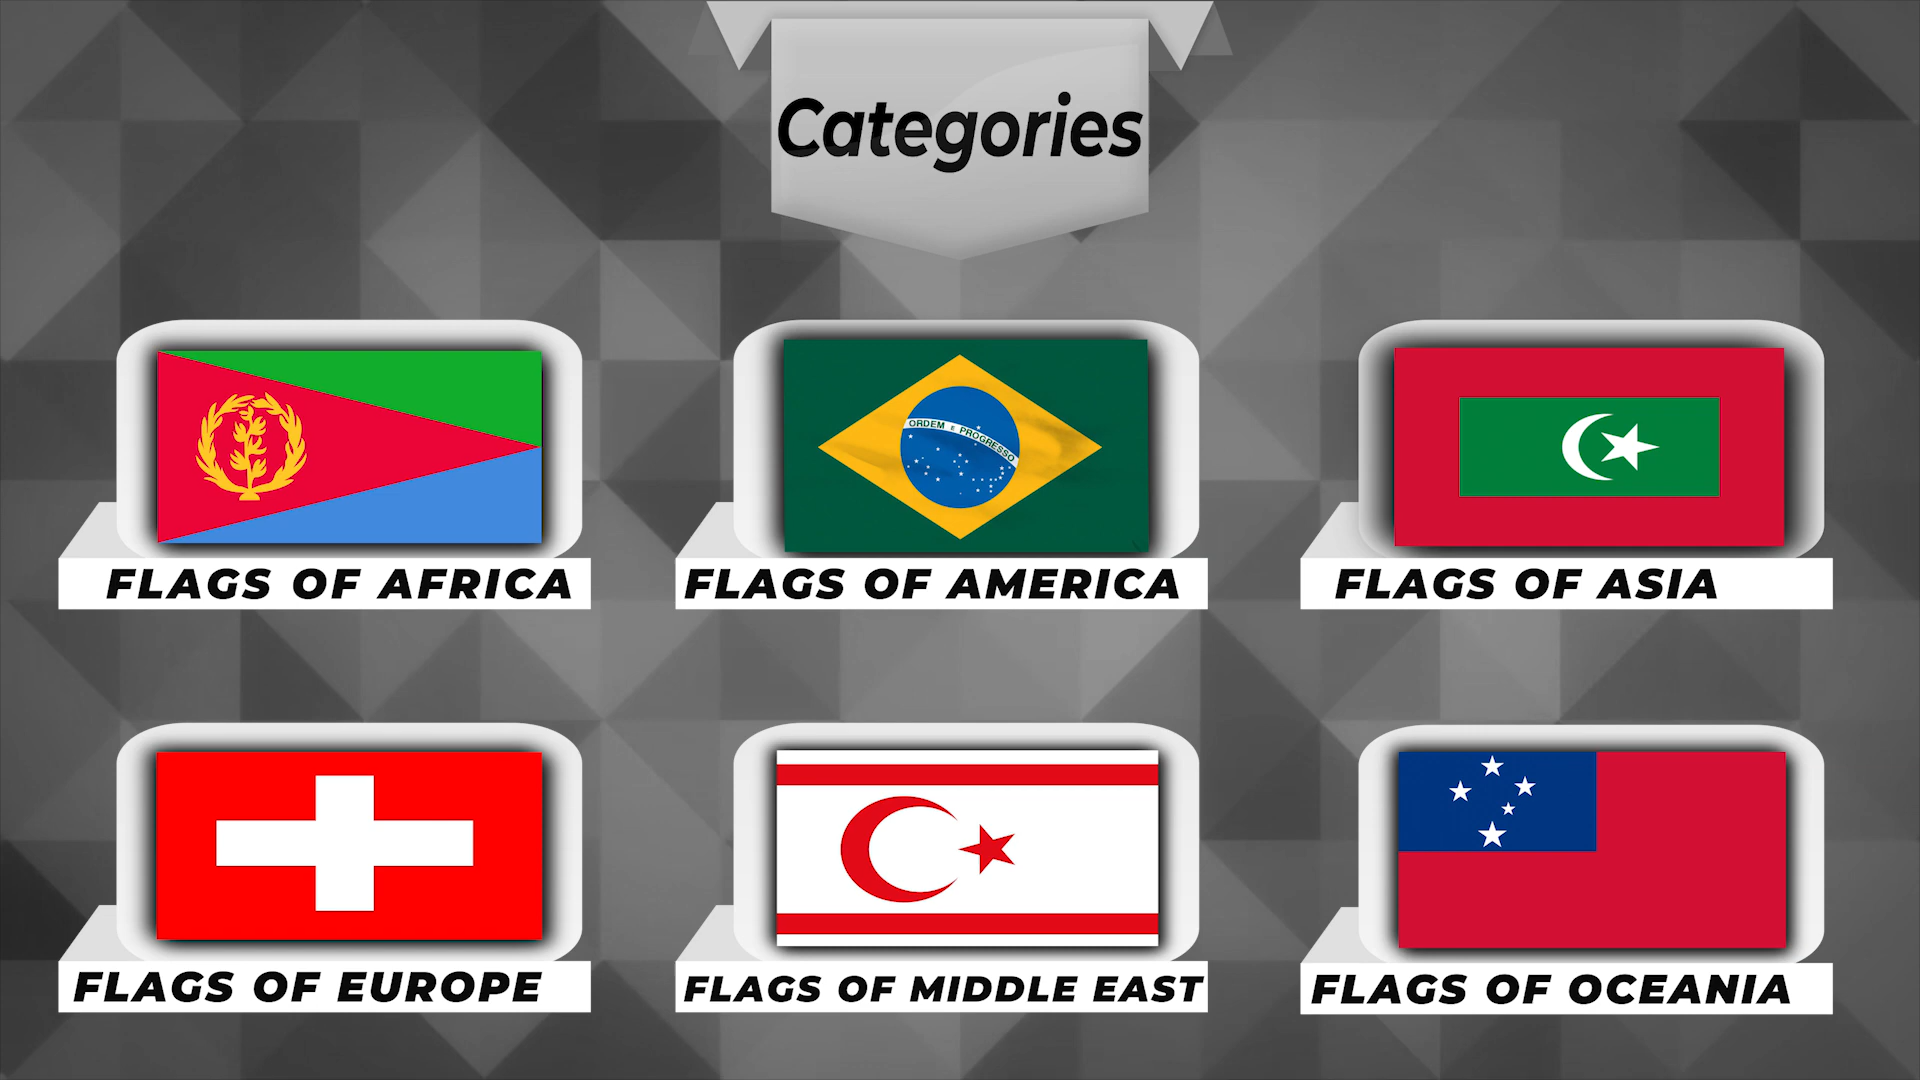 Categories
ORDEM E PROGRESSO
FLAGS OF AFRICA
FLAGS OF AMERICA
FLAGS OF ASIA
FLAGS OF EUROPE
FLAGS OF MIDDLE EAST
FLAGS OF OCEANIA